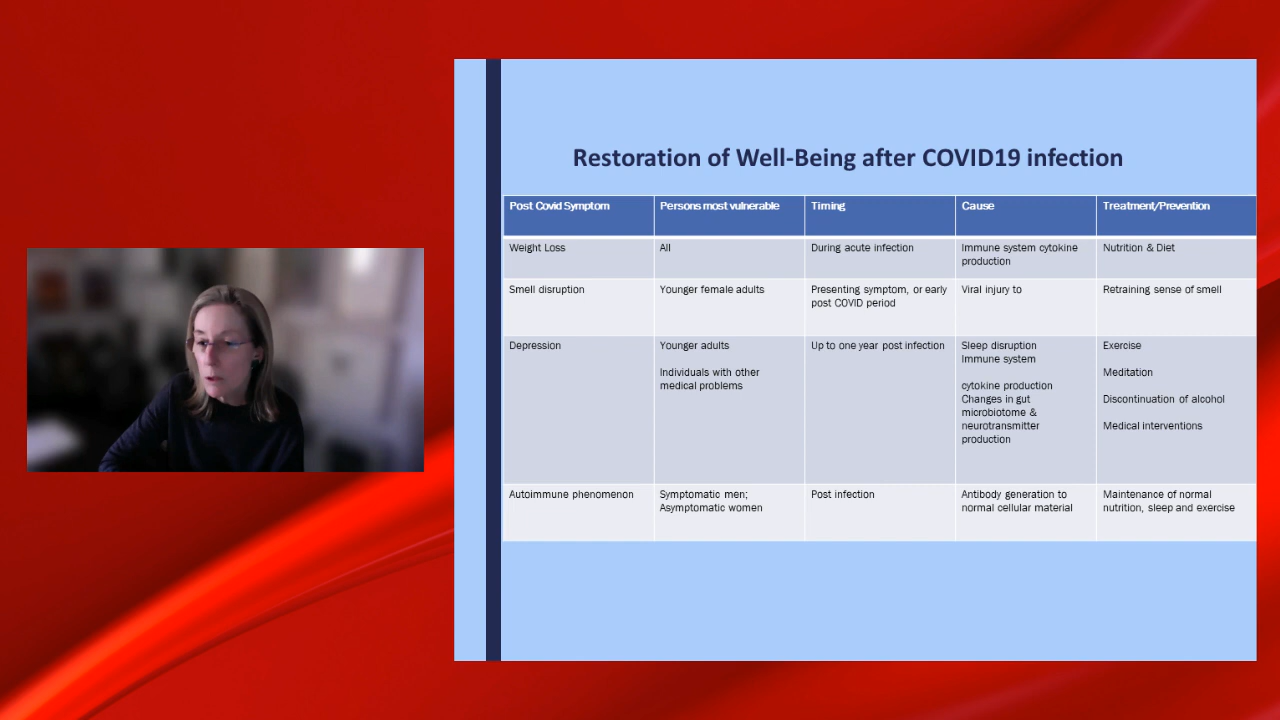 Restoration of Well-Being after COVID19 infection
Post Covid Symptom
Persons most vulnerable
Timing
Cause
Treatment/Prevention
Weight Loss
All
During acute infection
Immune system cytokine
production
Nutrition & Diet
Smell disruption
Younger female adults
Presenting symptom, or early
post COVID period
Viral injury to
Retraining sense of smell
Depression
Younger adults
Individuals with other
medical problems
Up to one year post infection
Sleep disruption
Immune system
cytokine production
Changes in gut
microbiotome &
neurotransmitter
production
Exercise
Meditation
Discontinuation of alcohol
Medical interventions
Autoimmune phenomenon
Symptomatic men;
Asymptomatic women
Post infection
Antibody generation to
normal cellular material
Maintenance of normal
nutrition, sleep and exercise